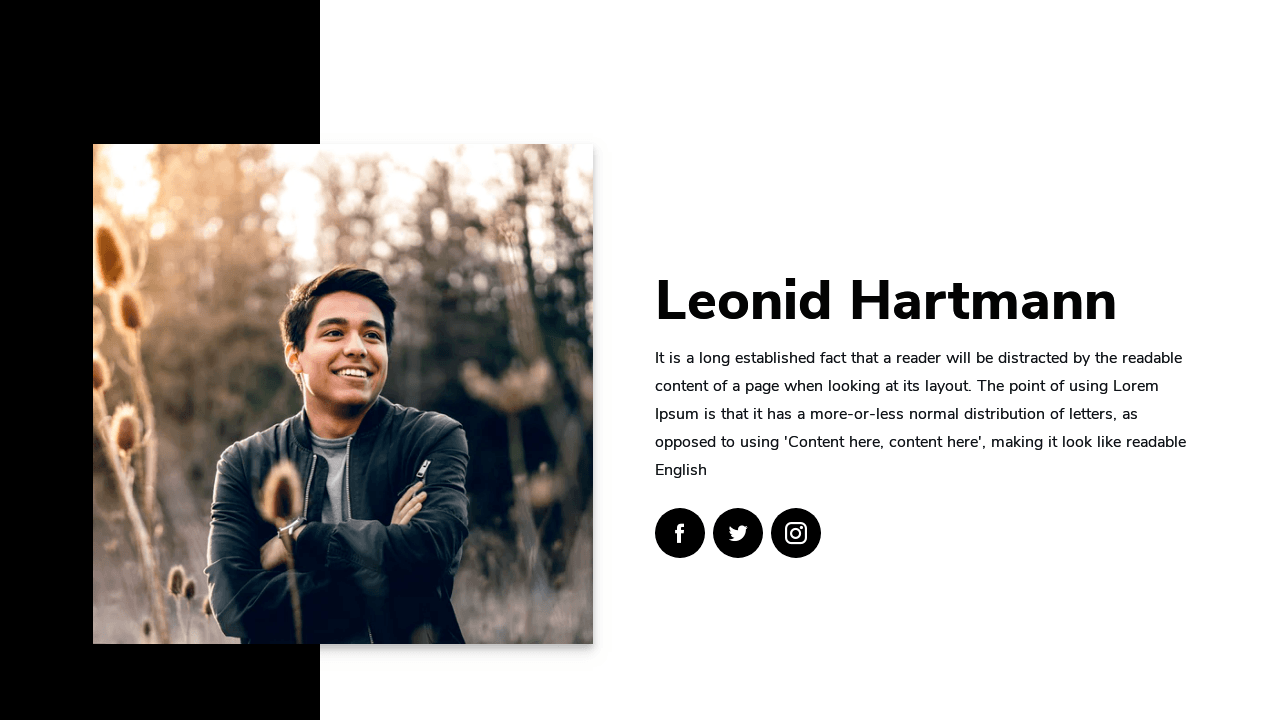 Leonid Hartmann
It is a long established fact that a reader will be distracted by the readable
content of a page when looking at its layout. The point of using Lorem
Ipsum is that it has a more-or-less normal distribution of letters, as
opposed to using 'Content here, content here', making it look like readable
English